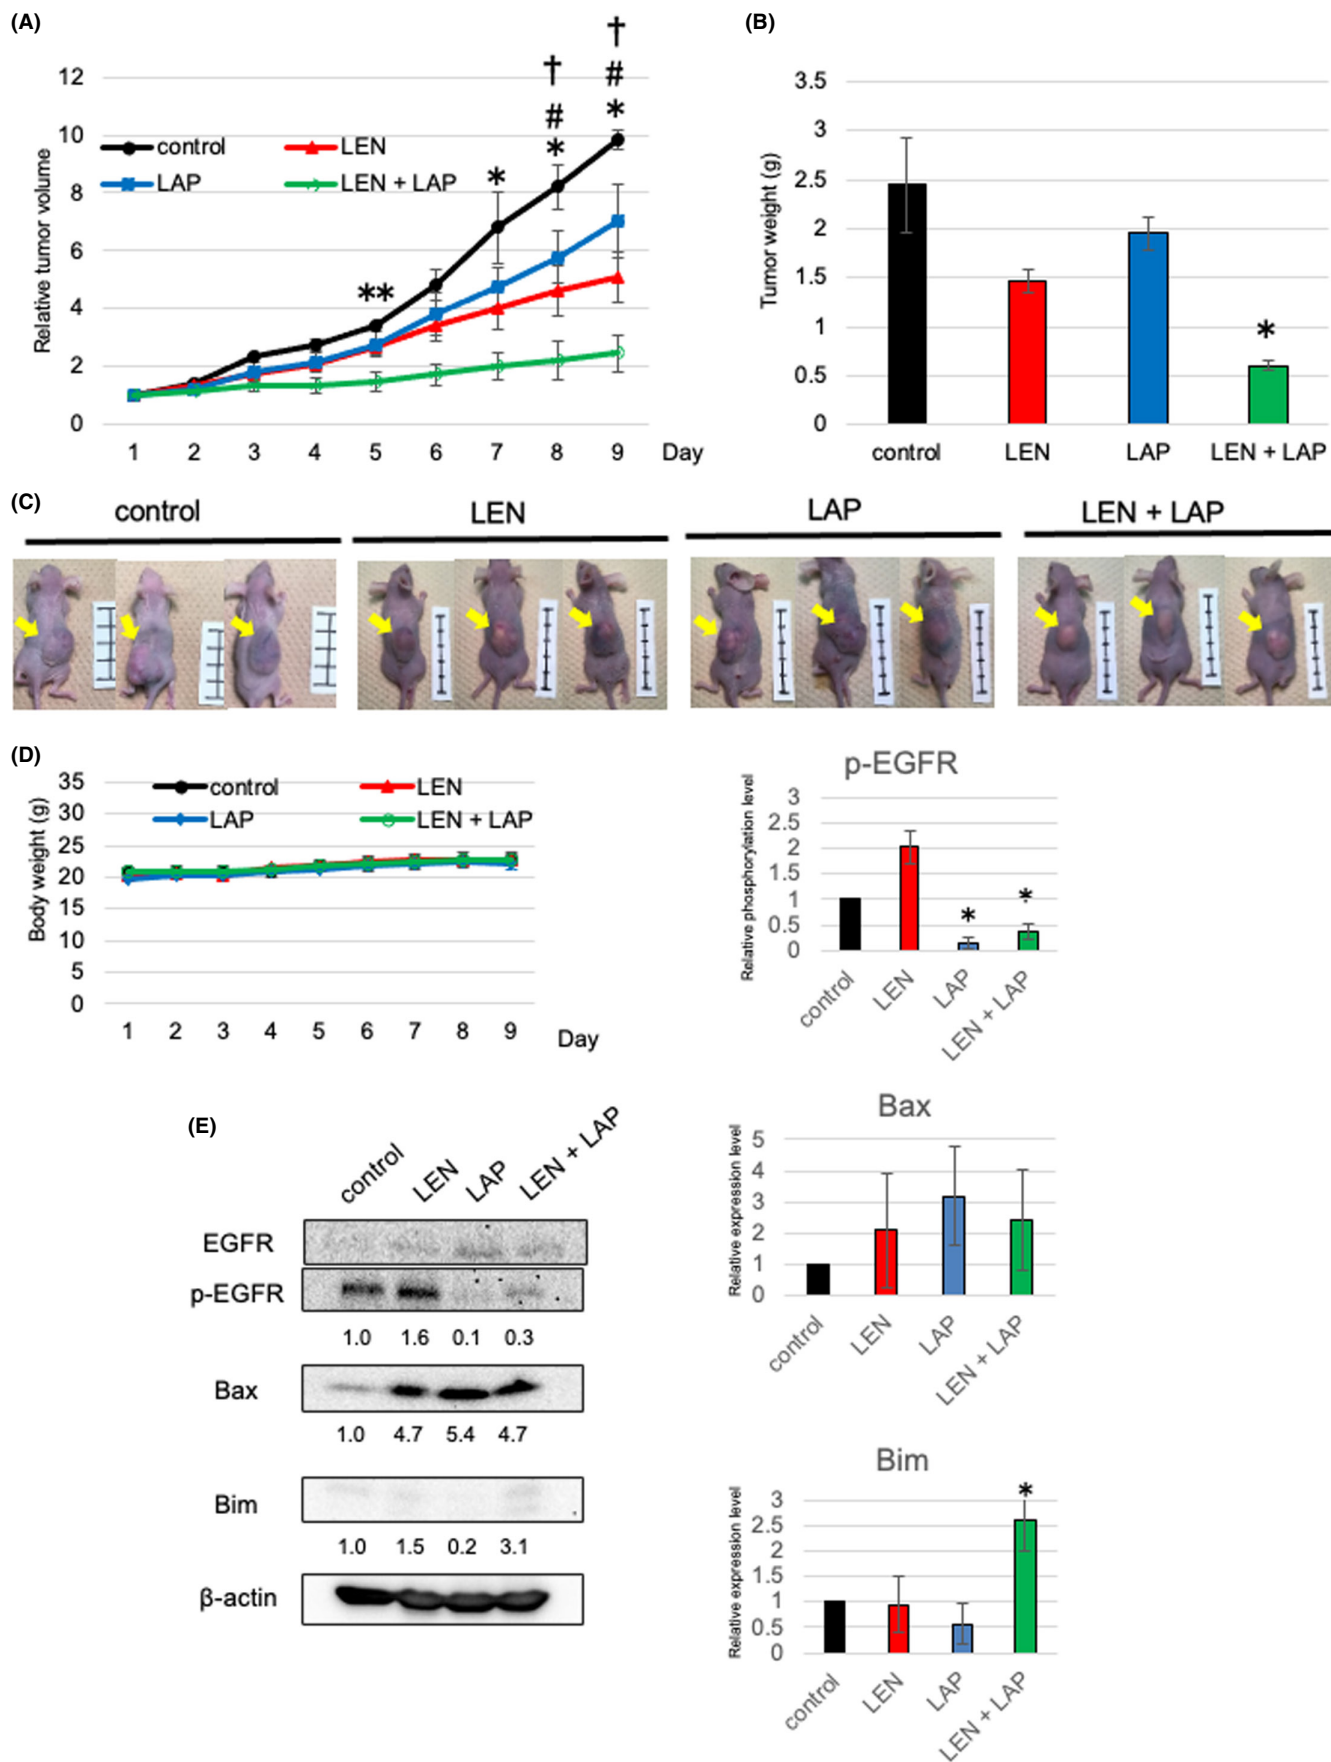 (A)
†
†
#
#
*
*
*
**
12
10
8
6
4
2
0
Relative tumor volume
control
LEN
LAP
LEN + LAP
1 2 3 4 5 6 7 8 9 Day
(B)
3.5
3
2.5
2
1.5
1
0.5
0
Tumor weight (g)
*
control LEN LAP LEN + LAP
(C)
control LEN LAP LEN + LAP
(D)
35
30
25
20
15
10
5
0
Body weight (g)
control
LEN
LAP
LEN + LAP
1 2 3 4 5 6 7 8 9 Day
(E)
control LEN LAP LEN + LAP
EGFR
p-EGFR
1.0 1.6 0.1 0.3
Bax
1.0 4.7 5.4 4.7
Bim
1.0 1.5 0.2 3.1
β-actin
p-EGFR
Relative phosphorylation level
3
2.5
2
1.5
1
0.5
0
* *
control LEN LAP LEN + LAP
Bax
Relative expression level
5
4
3
2
1
0
control LEN LAP LEN + LAP
Bim
Relative expression level
3
2.5
2
1.5
1
0.5
0
*
control LEN LAP LEN + LAP